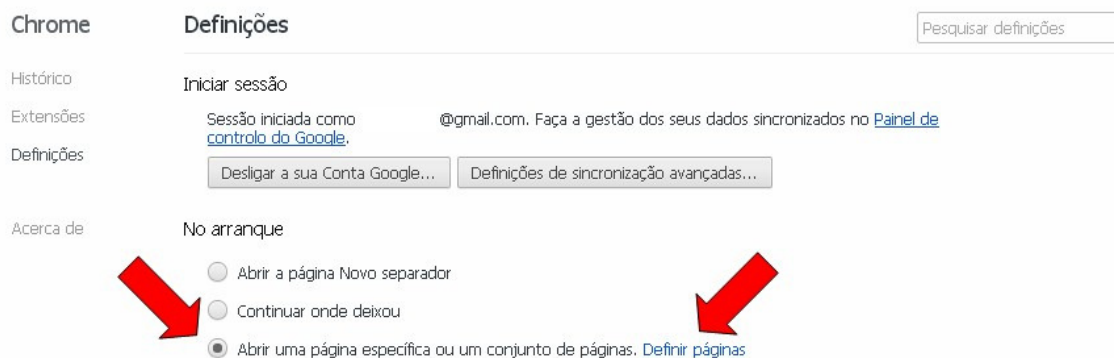 Chrome
Definições
Pesquisar definições
Histórico
Extensões
Definições
Acerca de
Iniciar sessão
Sessão iniciada como @gmail.com. Faça a gestão dos seus dados sincronizados no Painel de
controlo do Google.
Desligar a sua Conta Google... Definições de sincronização avançadas...
No arranque
Abrir a página Novo separador
Continuar onde deixou
Abrir uma página específica ou um conjunto de páginas. Definir páginas